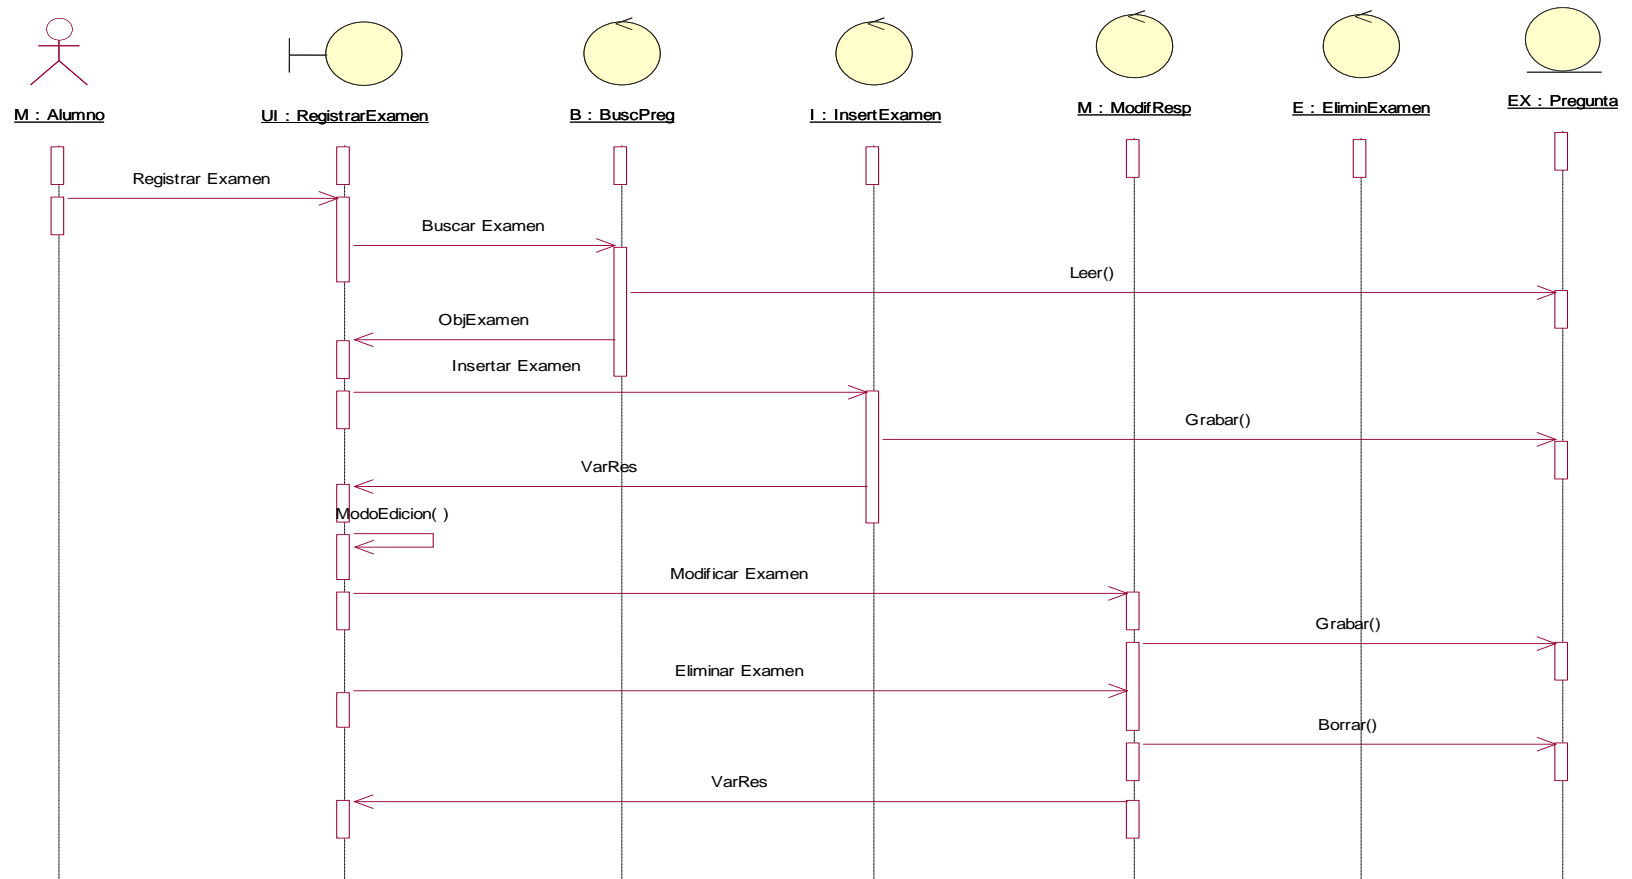 M : Alumno
UI : RegistrarExamen
B : BuscPreg
I : InsertExamen
M : ModifResp
E : EliminExamen
EX : Pregunta
Registrar Examen
Buscar Examen
Leer()
ObjExamen
Insertar Examen
Grabar()
VarRes
ModoEdicion( )
Modificar Examen
Grabar()
Eliminar Examen
Borrar()
VarRes